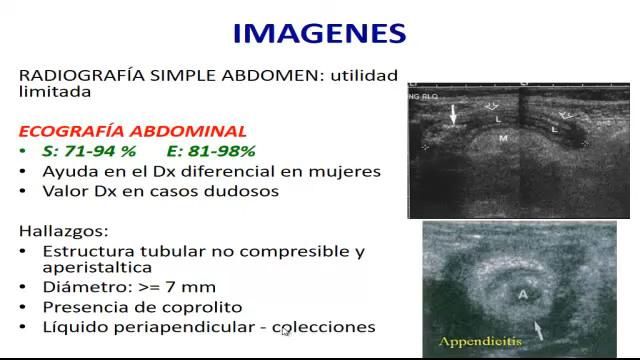 IMAGENES
RADIOGRAFÍA SIMPLE ABDOMEN: utilidad
limitada
ECOGRAFÍA ABDOMINAL
• S: 71-94 % E: 81-98%
• Ayuda en el Dx diferencial en mujeres
• Valor Dx en casos dudosos
Hallazgos:
• Estructura tubular no compresible y
aperistaltica
• Diámetro: >= 7 mm
• Presencia de coprolito
• Líquido periapendicular - colecciones
NG RLQ
L
L
M
A
Appendicitis